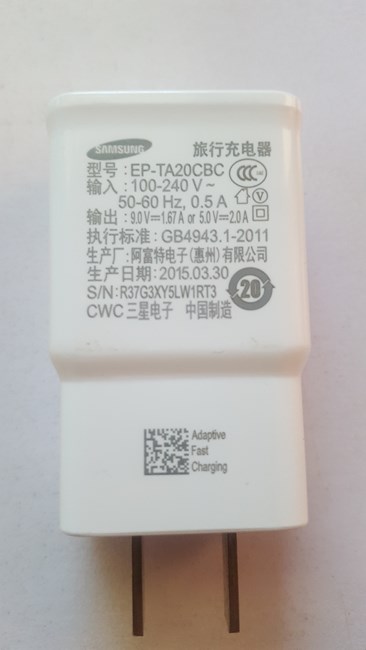 SAMSUNG 旅行充电器
型号:EP-TA20CBC
输入:100-240 V~
50-60 Hz, 0.5 A
输出:9.0 V⎓1.67 A or 5.0 V⎓2.0 A
执行标准:GB4943.1-2011
生产厂:阿富特电子(惠州)有限公司
生产日期:2015.03.30
S/N:R37G3XY5LW1RT3
20
CWC 三星电子 中国制造
Adaptive
Fast
Charging